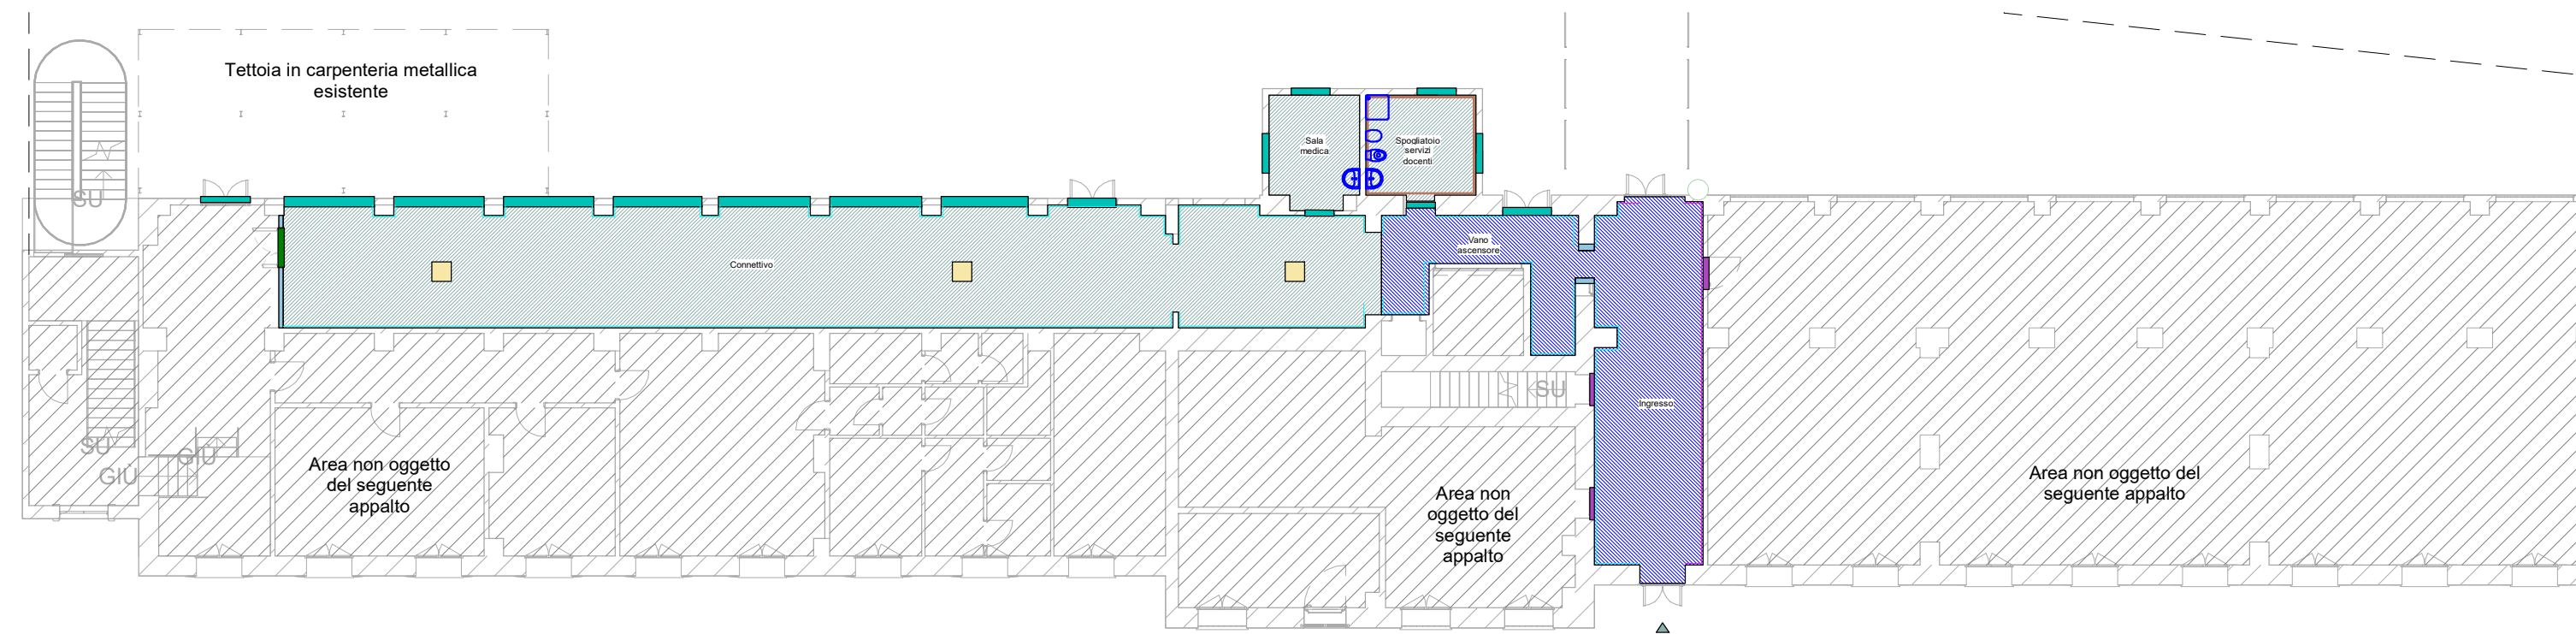 Tettoia in carpenteria metallica
esistente
Sala
medica
Spogliatoio
servizi
docenti
SU
Vano
ascensore
Connettivo
SU
Ingresso
SU
GIÙ
GIÙ
Area non oggetto
del seguente
appalto
Area non
oggetto del
seguente
appalto
Area non oggetto del
seguente appalto